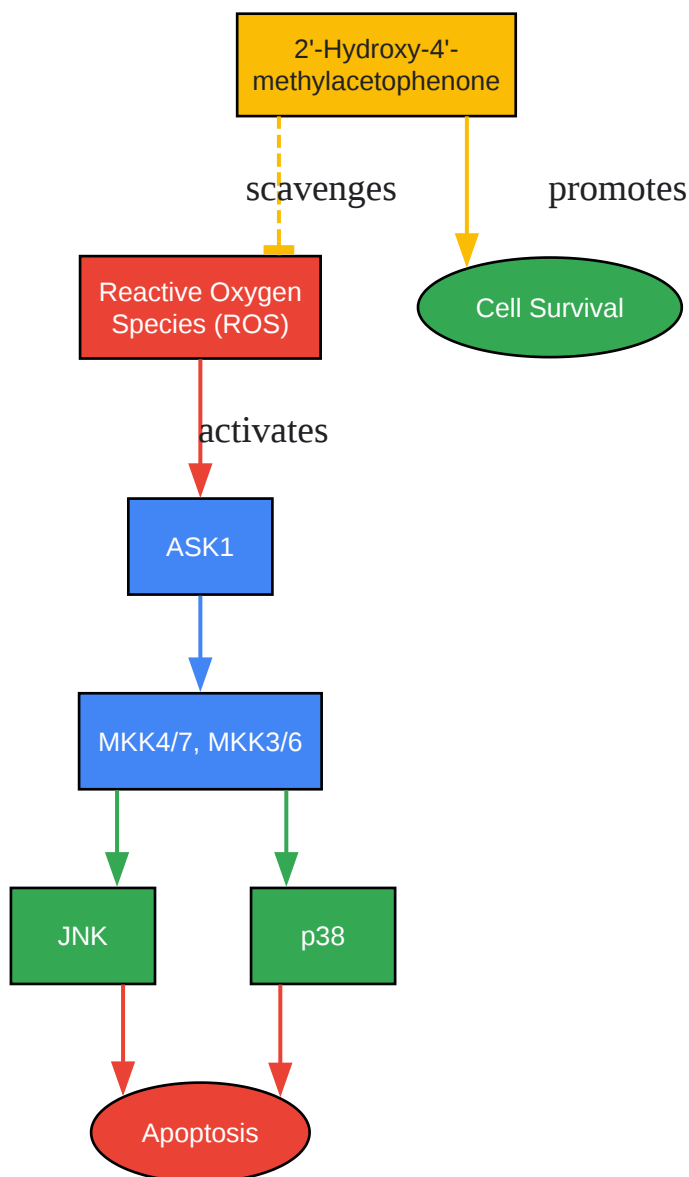 2'-Hydroxy-4'-
methylacetophenone
scavenges
promotes
Reactive Oxygen
Species (ROS)
Cell Survival
activates
ASK1
MKK4/7, MKK3/6
JNK
p38
Apoptosis